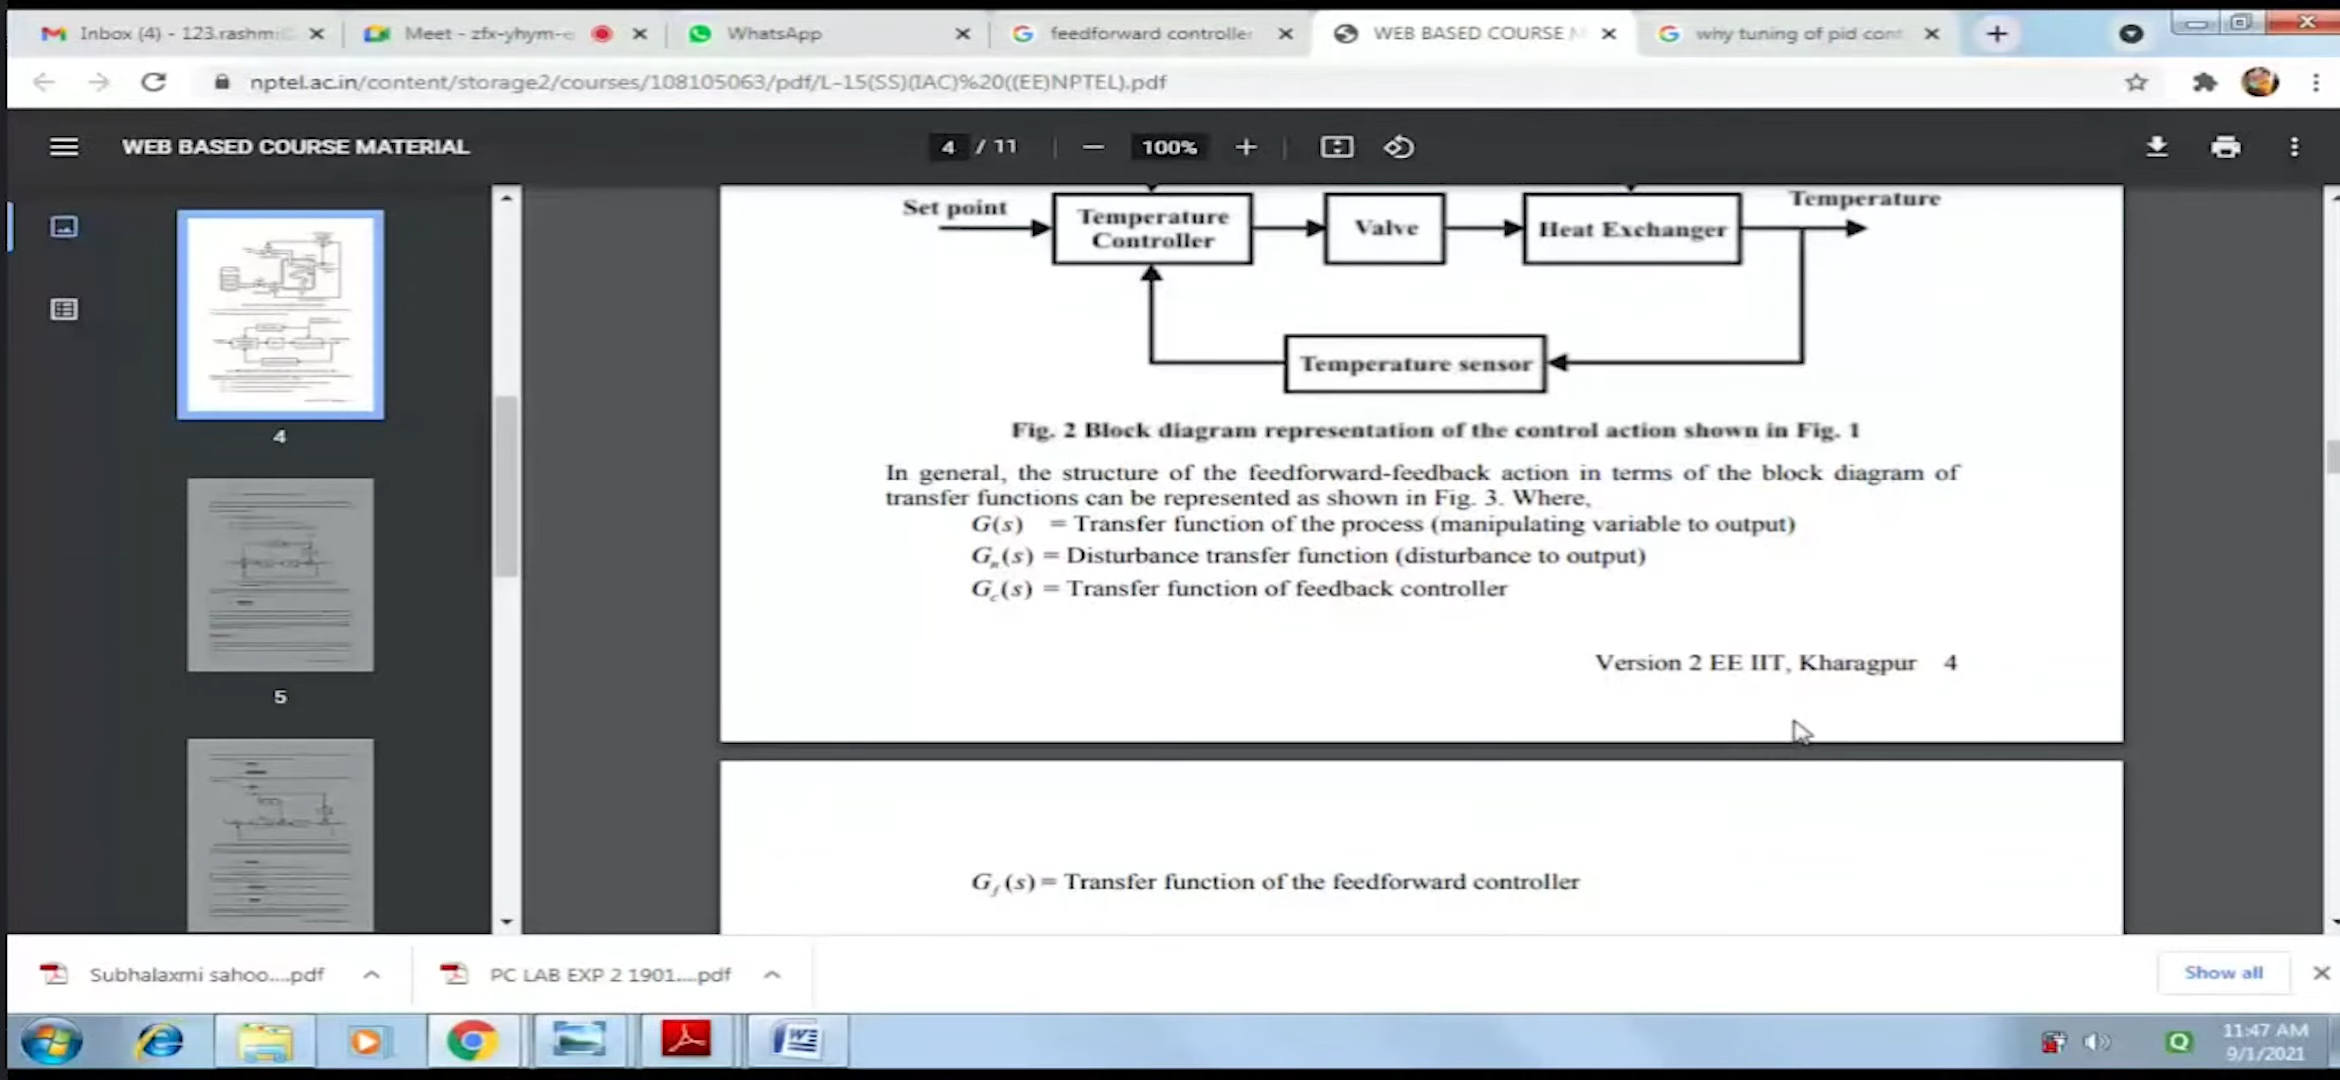 Inbox (4) - 123.rashmi
Meet - zfx-yhym-
WhatsApp
feedforward controller
WEB BASED COURSE M
why tuning of pid cont
nptel.ac.in/content/storage2/courses/108105063/pdf/L-15(SS)(IAC)%20((EE)NPTEL).pdf
WEB BASED COURSE MATERIAL
4 / 11
100%
Set point
Temperature Controller
Valve
Heat Exchanger
Temperature
Temperature sensor
Fig. 2 Block diagram representation of the control action shown in Fig. 1
In general, the structure of the feedforward-feedback action in terms of the block diagram of
transfer functions can be represented as shown in Fig. 3. Where,
G(s) = Transfer function of the process (manipulating variable to output)
Gn(s) = Disturbance transfer function (disturbance to output)
Gc(s) = Transfer function of feedback controller
Version 2 EE IIT, Kharagpur 4
Gf(s) = Transfer function of the feedforward controller
4
5
Subhalaxmi sahoo....pdf
PC LAB EXP 2 1901....pdf
Show all
11:47 AM
9/1/2021